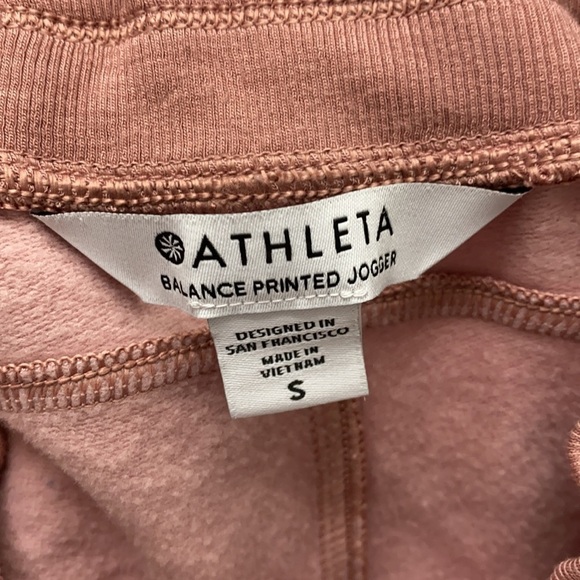 ATHLETA
BALANCE PRINTED JOGGER
DESIGNED IN
SAN FRANCISCO
MADE IN
VIETNAM
S